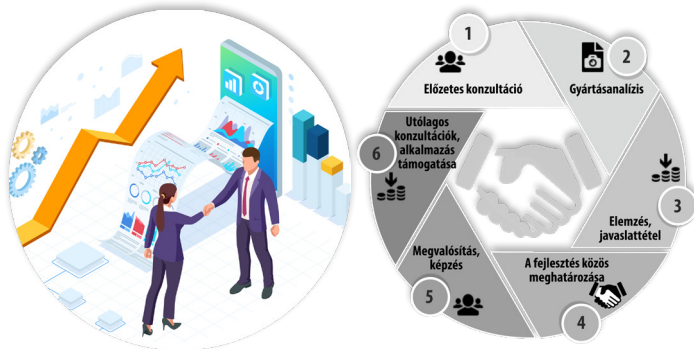 1
Előzetes konzultáció
2
Gyártásanalízis
3
Elemzés,
javaslattétel
A fejlesztés közös
meghatározása
4
Megvalósítás,
képzés
5
Utólagos
konzultációk,
alkalmazás
támogatása
6